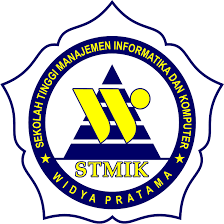 SEKOLAH TINGGI MANAJEMEN INFORMATIKA DAN KOMPUTER
STMIK
WIDYA PRATAMA